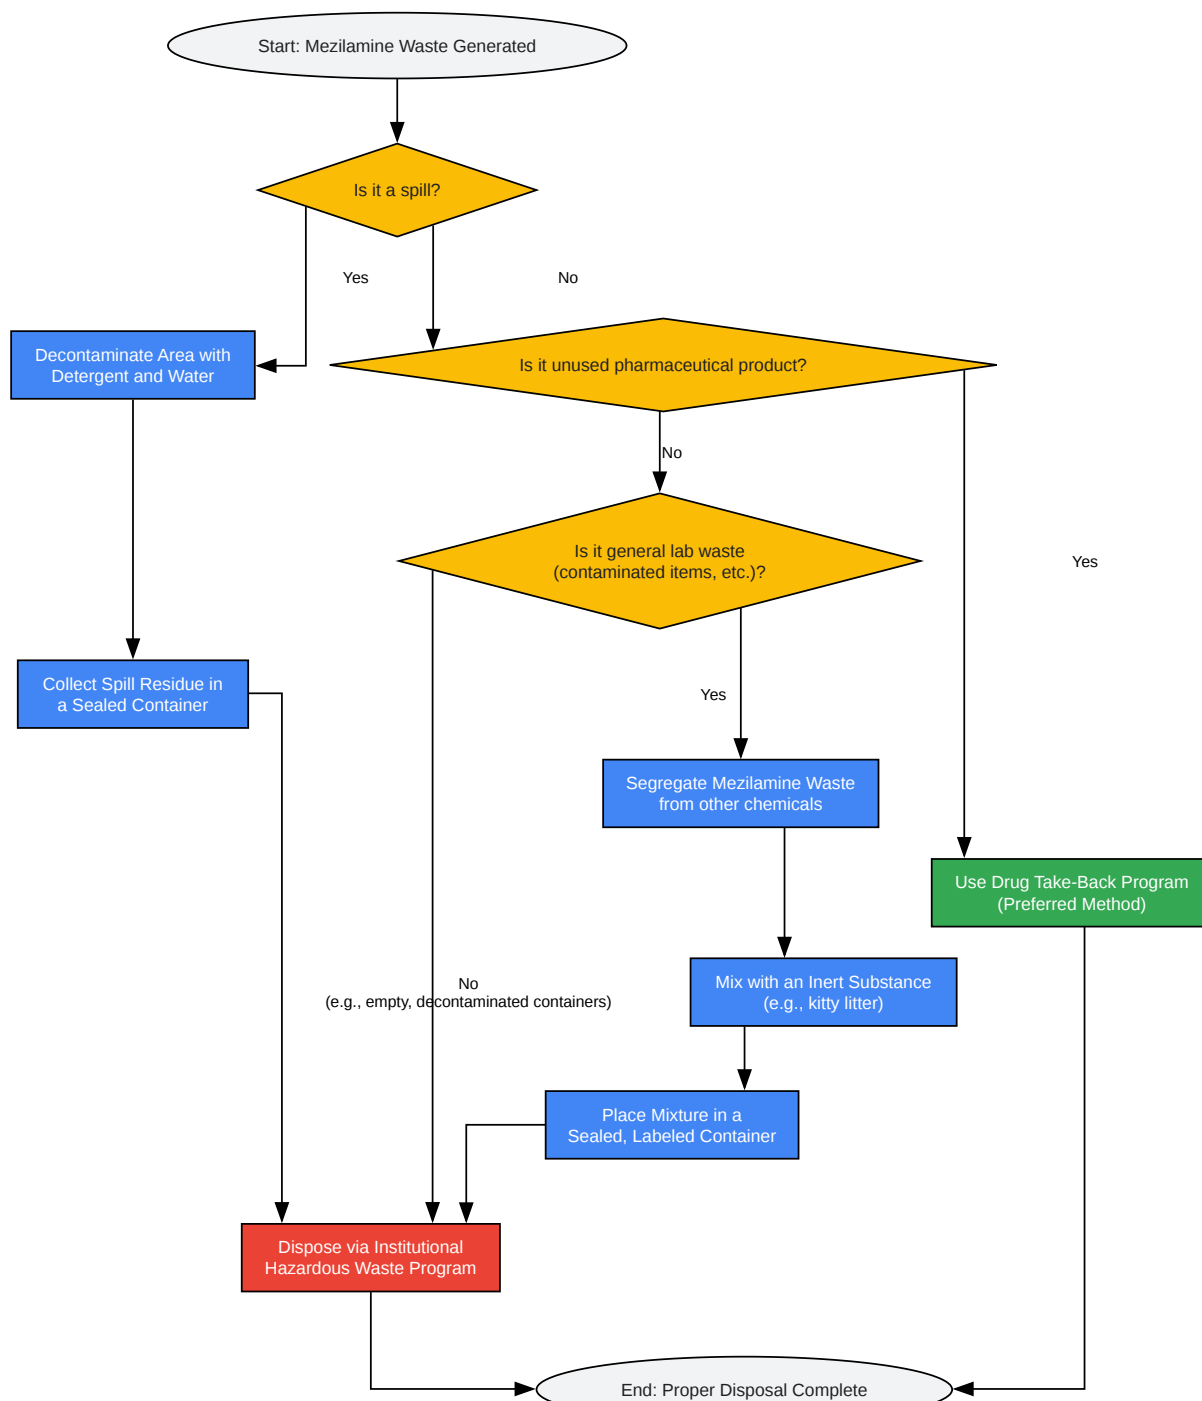 Start: Mezilamine Waste Generated
Is it a spill?
Yes
No
Decontaminate Area with
Detergent and Water
Is it unused pharmaceutical product?
No
Is it general lab waste
(contaminated items, etc.)?
Yes
Collect Spill Residue in
a Sealed Container
Yes
Segregate Mezilamine Waste
from other chemicals
Use Drug Take-Back Program
(Preferred Method)
No
(e.g., empty, decontaminated containers)
Mix with an Inert Substance
(e.g., kitty litter)
Place Mixture in a
Sealed, Labeled Container
Dispose via Institutional
Hazardous Waste Program
End: Proper Disposal Complete